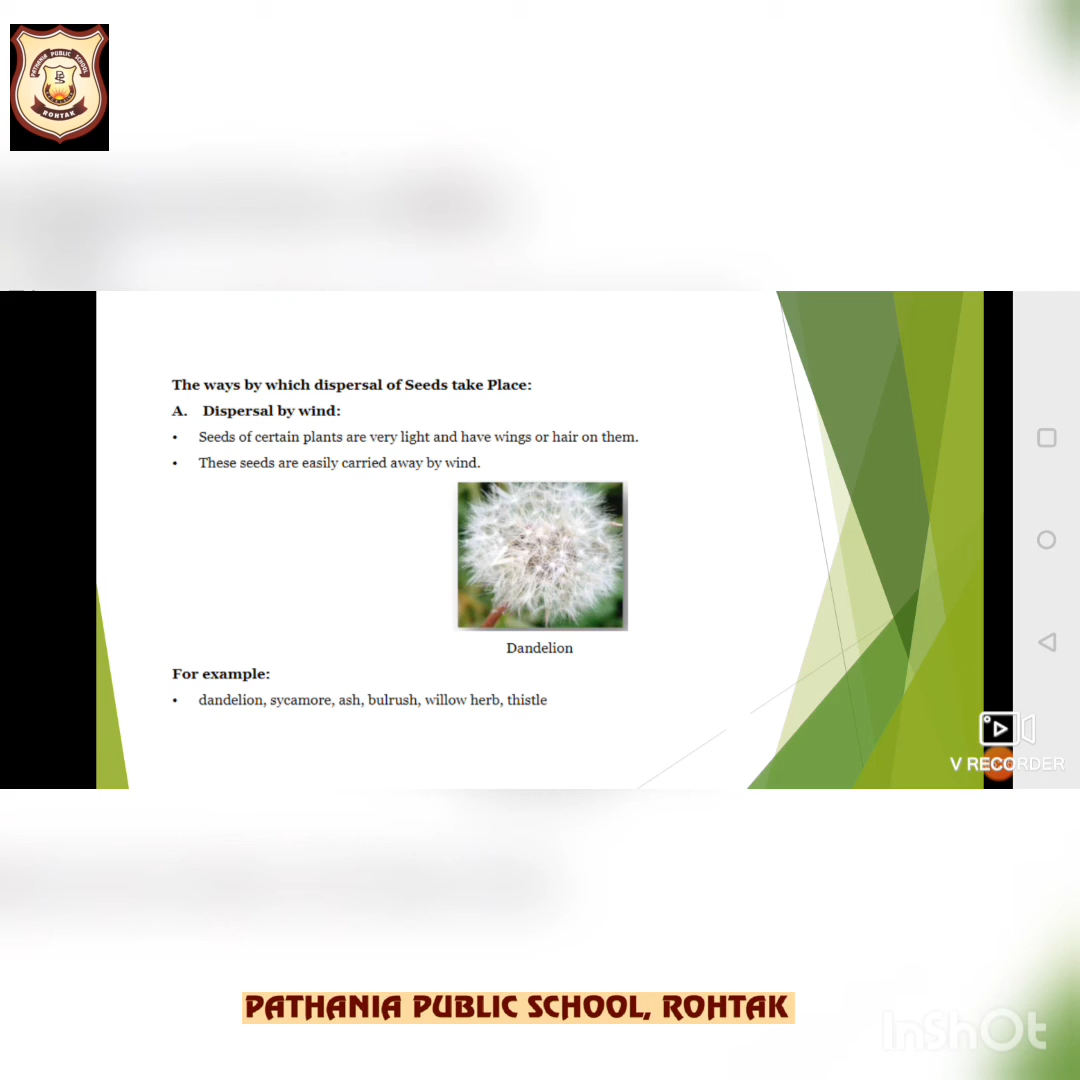 PATHANIA PUBLIC SCHOOL
ROHTAK
The ways by which dispersal of Seeds take Place:
A. Dispersal by wind:
• Seeds of certain plants are very light and have wings or hair on them.
• These seeds are easily carried away by wind.
Dandelion
For example:
• dandelion, sycamore, ash, bulrush, willow herb, thistle
V RECORDER
PATHANIA PUBLIC SCHOOL, ROHTAK
InShOt